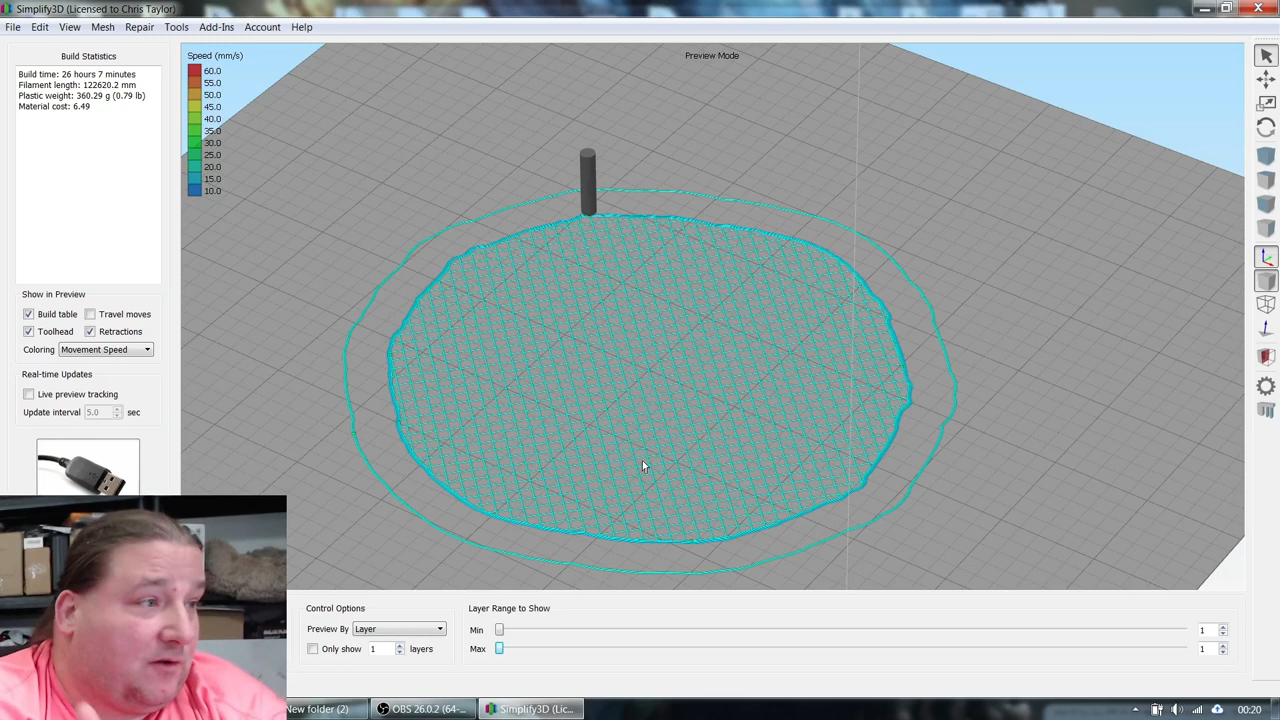 Simplify3D (Licensed to Chris Taylor)
File Edit View Mesh Repair Tools Add-Ins Account Help
Build Statistics
Build time: 26 hours 7 minutes
Filament length: 122620.2 mm
Plastic weight: 360.29 g (0.79 lb)
Material cost: 6.49
Speed (mm/s)
60.0
55.0
50.0
45.0
40.0
35.0
30.0
25.0
20.0
15.0
10.0
Preview Mode
Show in Preview
Build table Travel moves
Toolhead Retractions
Coloring Movement Speed
Real-time Updates
Live preview tracking
Update interval 5.0 sec
Control Options
Preview By Layer
Only show 1 layers
Layer Range to Show
Min 1
Max 1
New folder (2) OBS 26.0.2 (64-... Simplify3D (Lic... 00:20